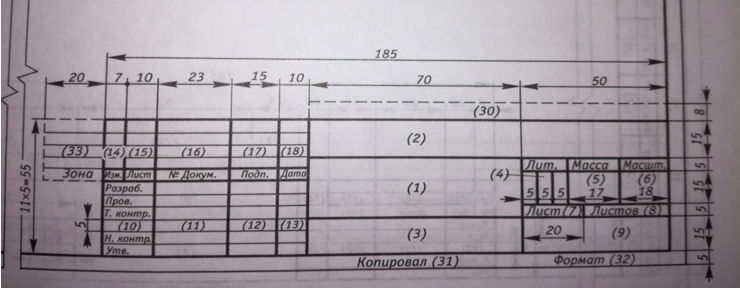 185
20 7 10 23 15 10 70 50
(30) 8
(2) 15
(33) (14) (15) (16) (17) (18)
Зона Изм. Лист № Докум. Подп. Дата
(4) Лит. Масса Масшт. 5
(5) (6)
11×5=55
Разраб. (1) 15
Пров. 5 5 5 17 18
Т. контр. Лист (7) Листов (8) 5
5 (10) (11) (12) (13) (3) 20 (9) 15
Н. контр.
Утв.
Копировал (31) Формат (32) 5